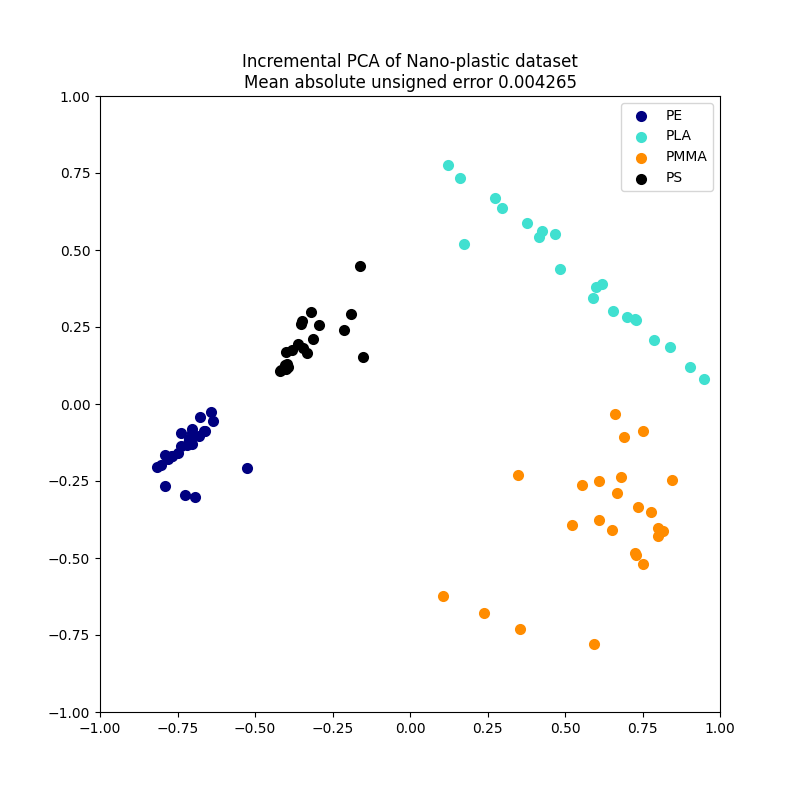 Incremental PCA of Nano-plastic dataset
Mean absolute unsigned error 0.004265
PE
PLA
PMMA
PS
1.00
0.75
0.50
0.25
0.00
−0.25
−0.50
−0.75
−1.00
−1.00 −0.75 −0.50 −0.25 0.00 0.25 0.50 0.75 1.00